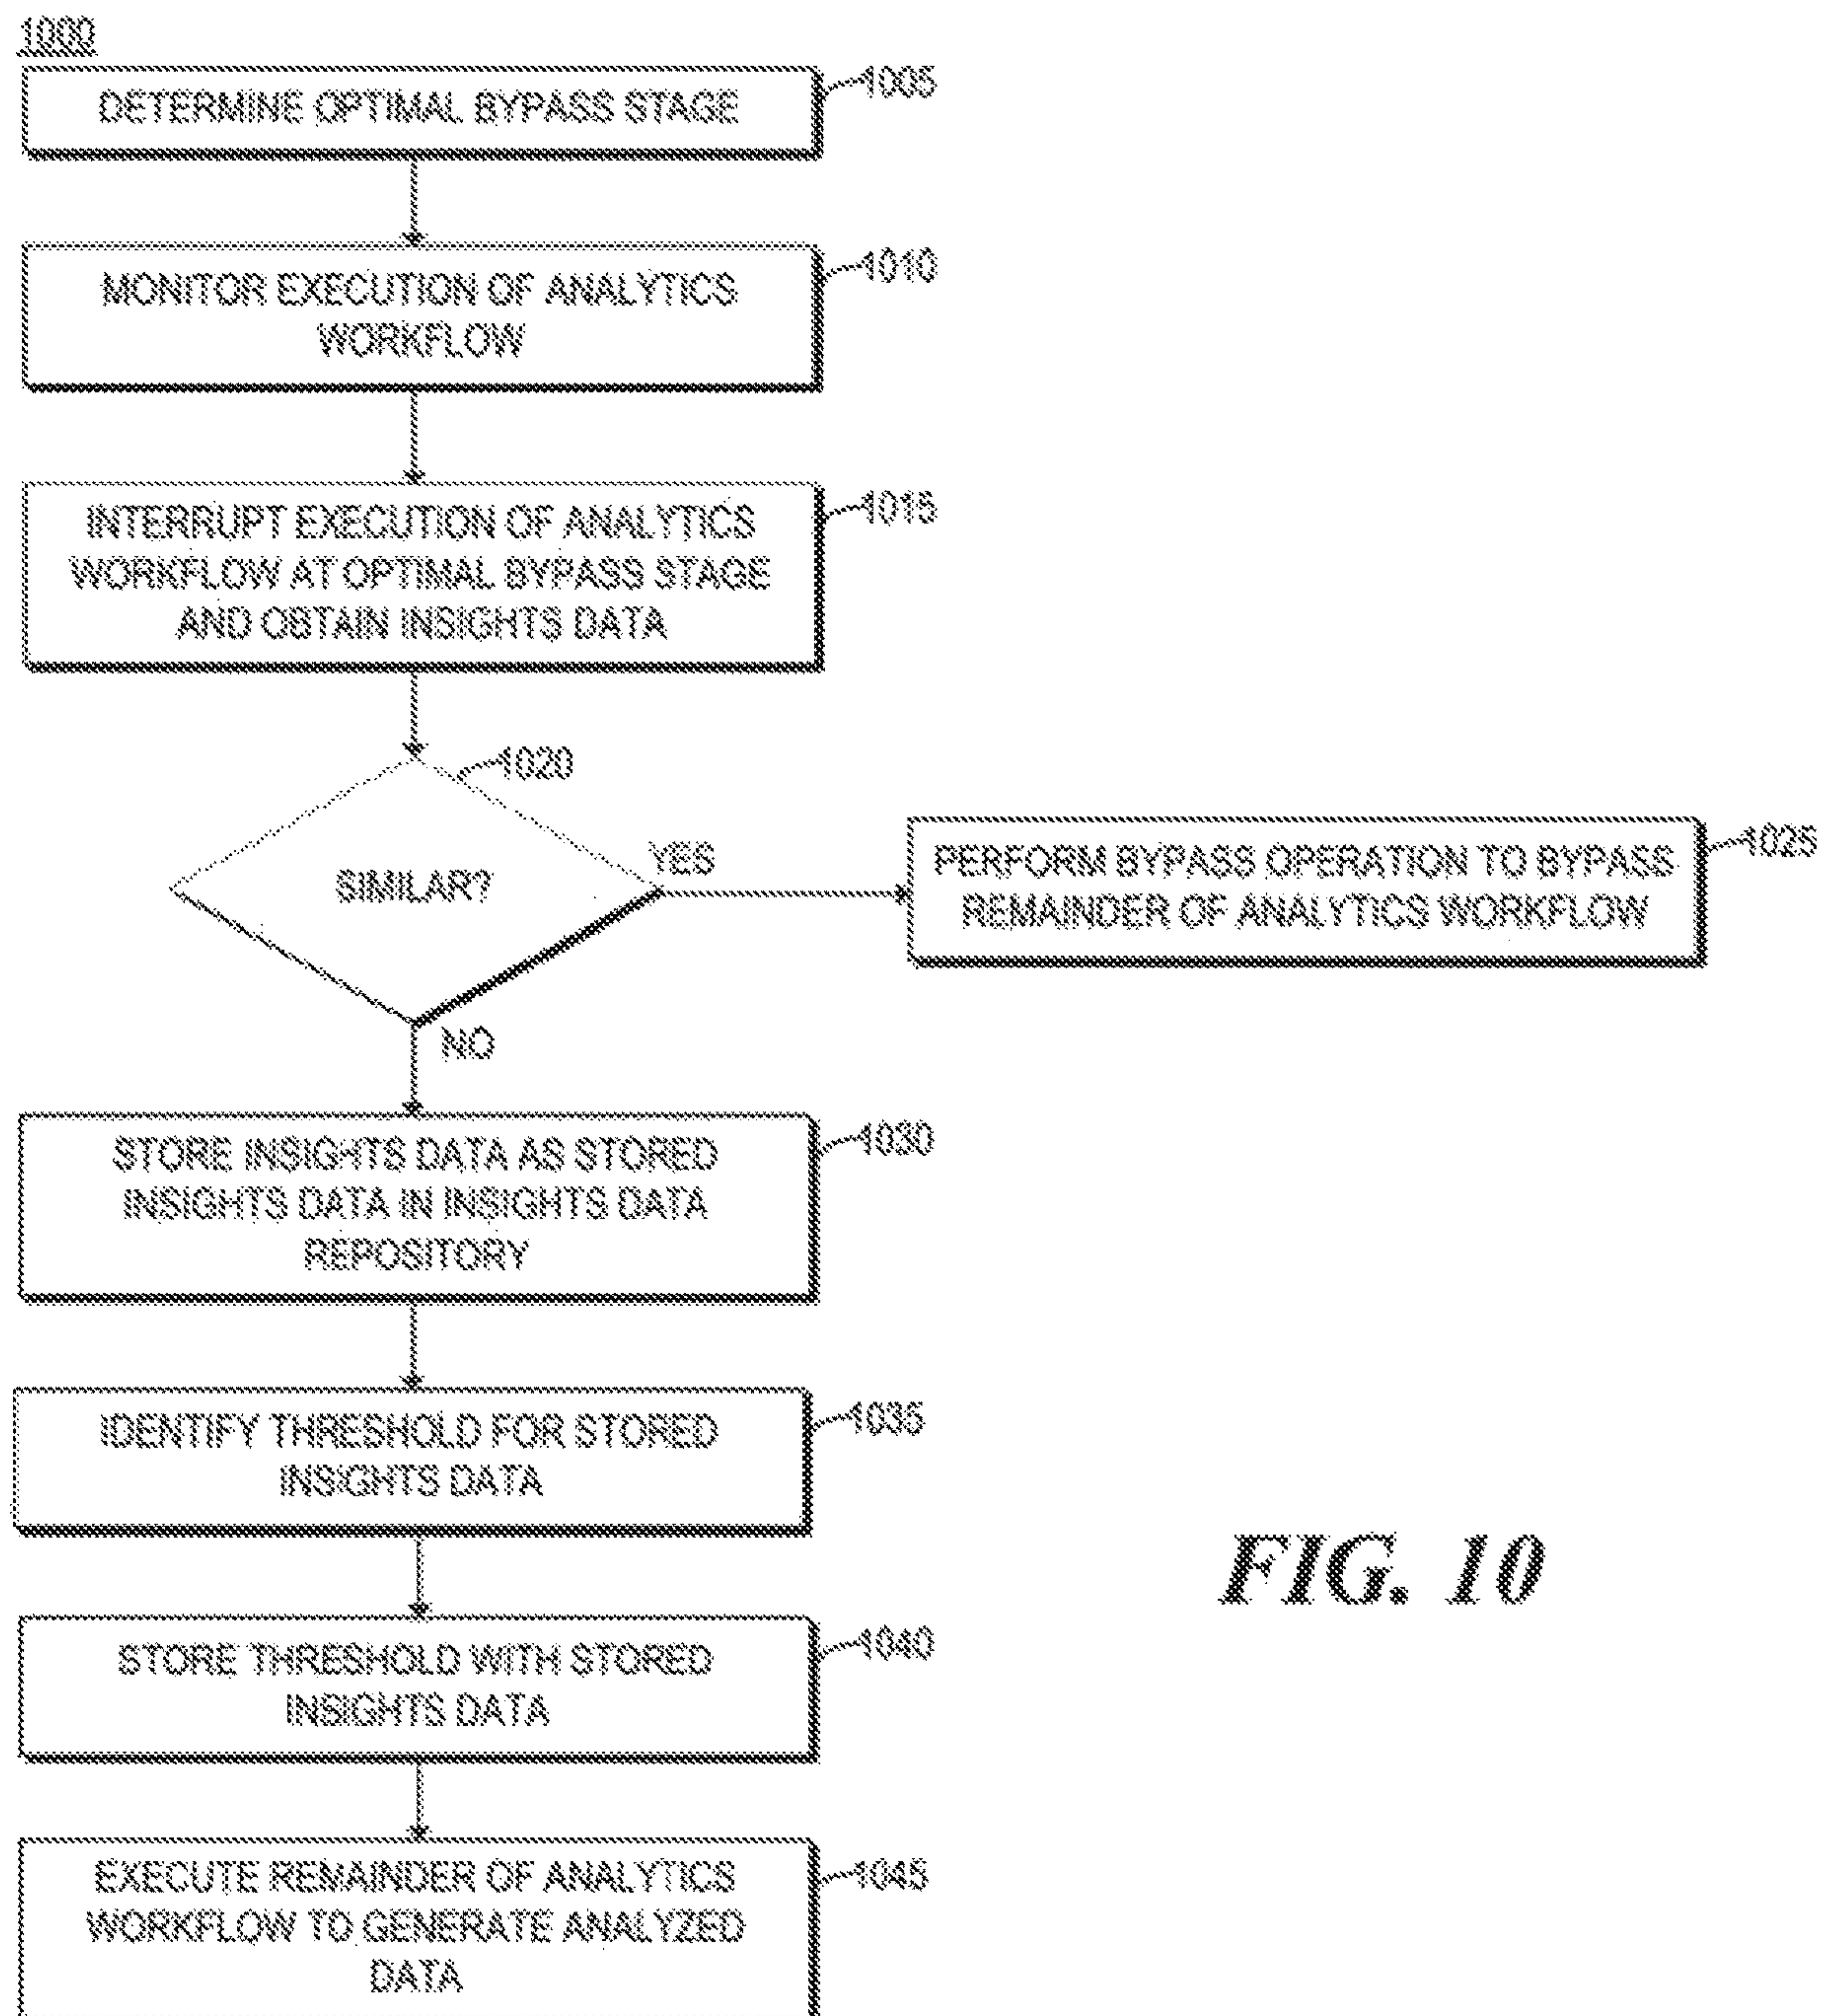 1000
DETERMINE OPTIMAL BYPASS STAGE
1005
MONITOR EXECUTION OF ANALYTICS
WORKFLOW
1010
INTERRUPT EXECUTION OF ANALYTICS
WORKFLOW AT OPTIMAL BYPASS STAGE
AND OBTAIN INSIGHTS DATA
1015
1020
SIMILAR?
YES
PERFORM BYPASS OPERATION TO BYPASS
REMAINDER OF ANALYTICS WORKFLOW
1025
NO
STORE INSIGHTS DATA AS STORED
INSIGHTS DATA IN INSIGHTS DATA
REPOSITORY
1030
IDENTIFY THRESHOLD FOR STORED
INSIGHTS DATA
1035
STORE THRESHOLD WITH STORED
INSIGHTS DATA
1040
EXECUTE REMAINDER OF ANALYTICS
WORKFLOW TO GENERATE ANALYZED
DATA
1045
FIG. 10